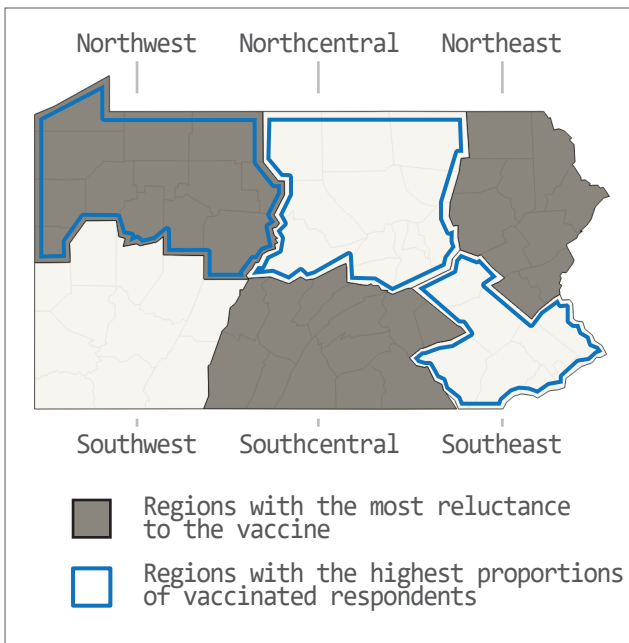 Northwest
Northcentral
Northeast
Southwest
Southcentral
Southeast
Regions with the most reluctance
to the vaccine
Regions with the highest proportions
of vaccinated respondents